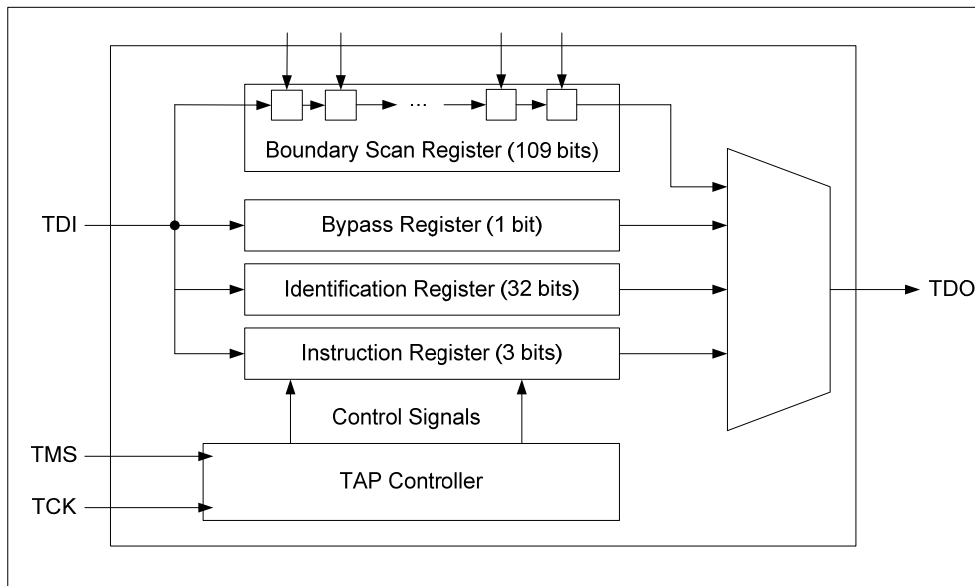 ...
Boundary Scan Register (109 bits)
TDI
Bypass Register (1 bit)
Identification Register (32 bits)
TDO
Instruction Register (3 bits)
Control Signals
TMS
TAP Controller
TCK